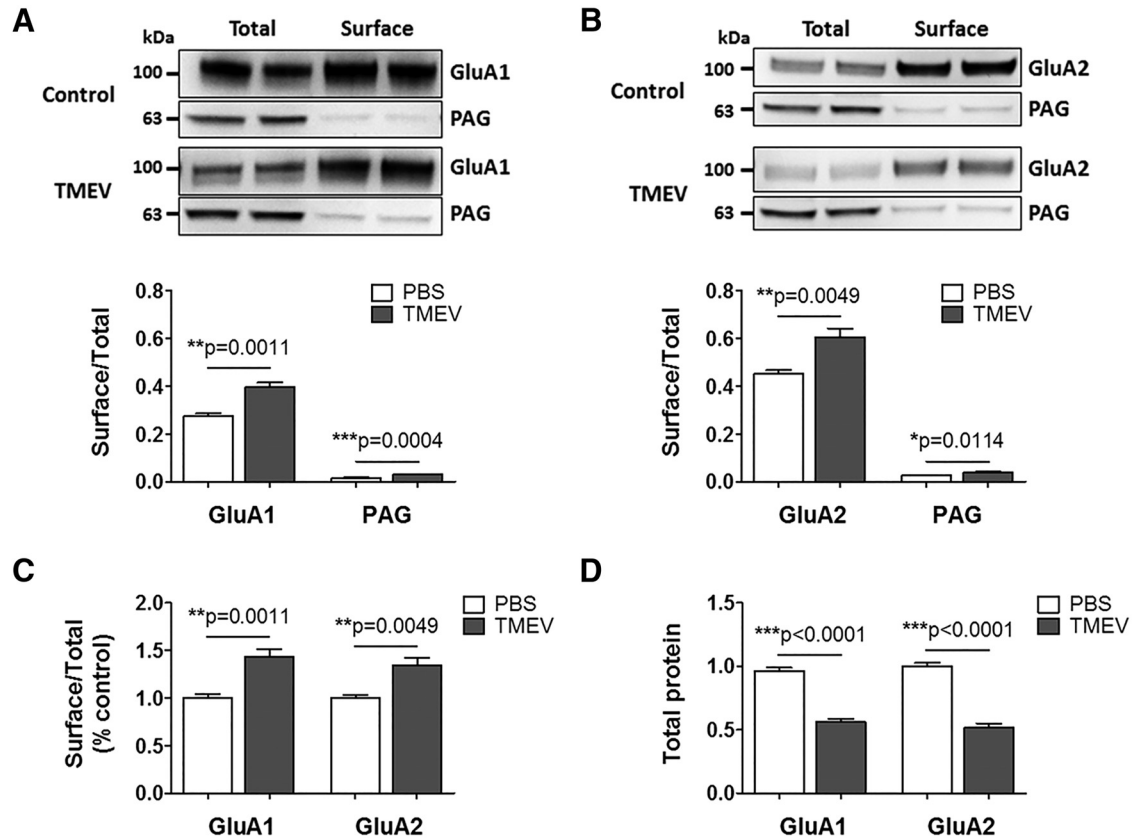 A
kDa Total Surface
100 GluA1
Control
63 PAG
100 GluA1
TMEV
63 PAG
0.8
0.6
0.4
0.2
0.0
Surface/Total
PBS
TMEV
**p=0.0011
***p=0.0004
GluA1 PAG
B
kDa Total Surface
100 GluA2
Control
63 PAG
100 GluA2
TMEV
63 PAG
0.8
0.6
0.4
0.2
0.0
Surface/Total
PBS
TMEV
**p=0.0049
*p=0.0114
GluA2 PAG
C
2.0
1.5
1.0
0.5
0.0
Surface/Total
(% control)
PBS
TMEV
**p=0.0011
**p=0.0049
GluA1 GluA2
D
1.5
1.0
0.5
0.0
Total protein
PBS
TMEV
***p<0.0001
***p<0.0001
GluA1 GluA2